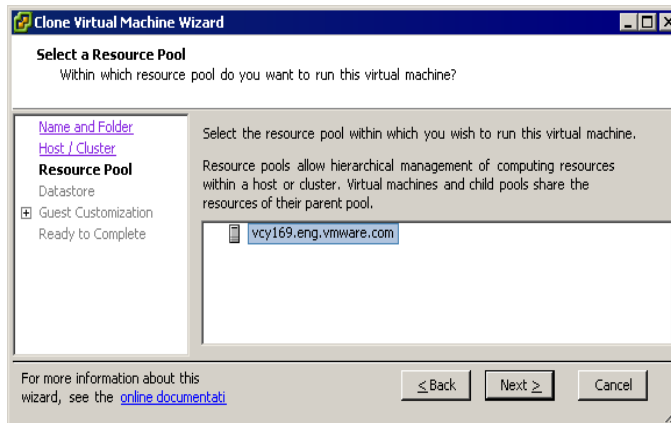 Clone Virtual Machine Wizard
Select a Resource Pool
Within which resource pool do you want to run this virtual machine?
Name and Folder
Host / Cluster
Resource Pool
Datastore
Guest Customization
Ready to Complete
Select the resource pool within which you wish to run this virtual machine.
Resource pools allow hierarchical management of computing resources
within a host or cluster. Virtual machines and child pools share the
resources of their parent pool.
vcy169.eng.vmware.com
For more information about this
wizard, see the online documentati
< Back
Next >
Cancel